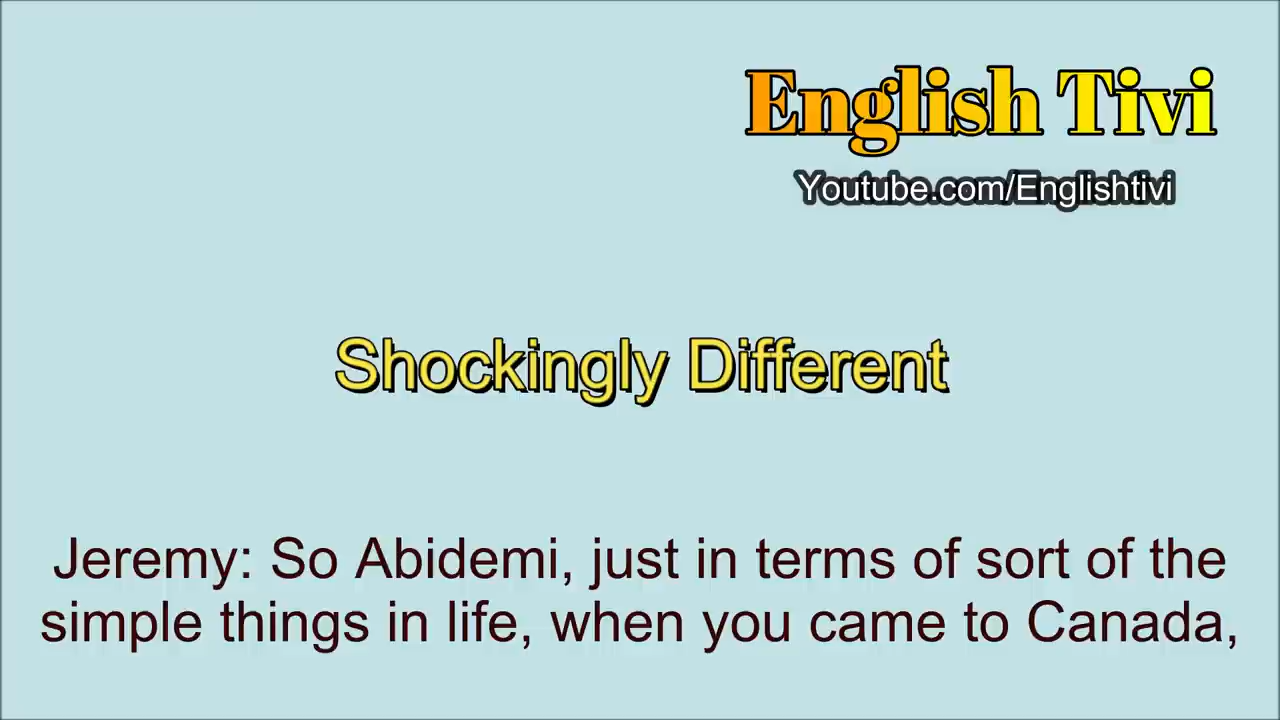 English Tivi
Youtube.com/Englishtivi
Shockingly Different
Jeremy: So Abidemi, just in terms of sort of the
simple things in life, when you came to Canada,